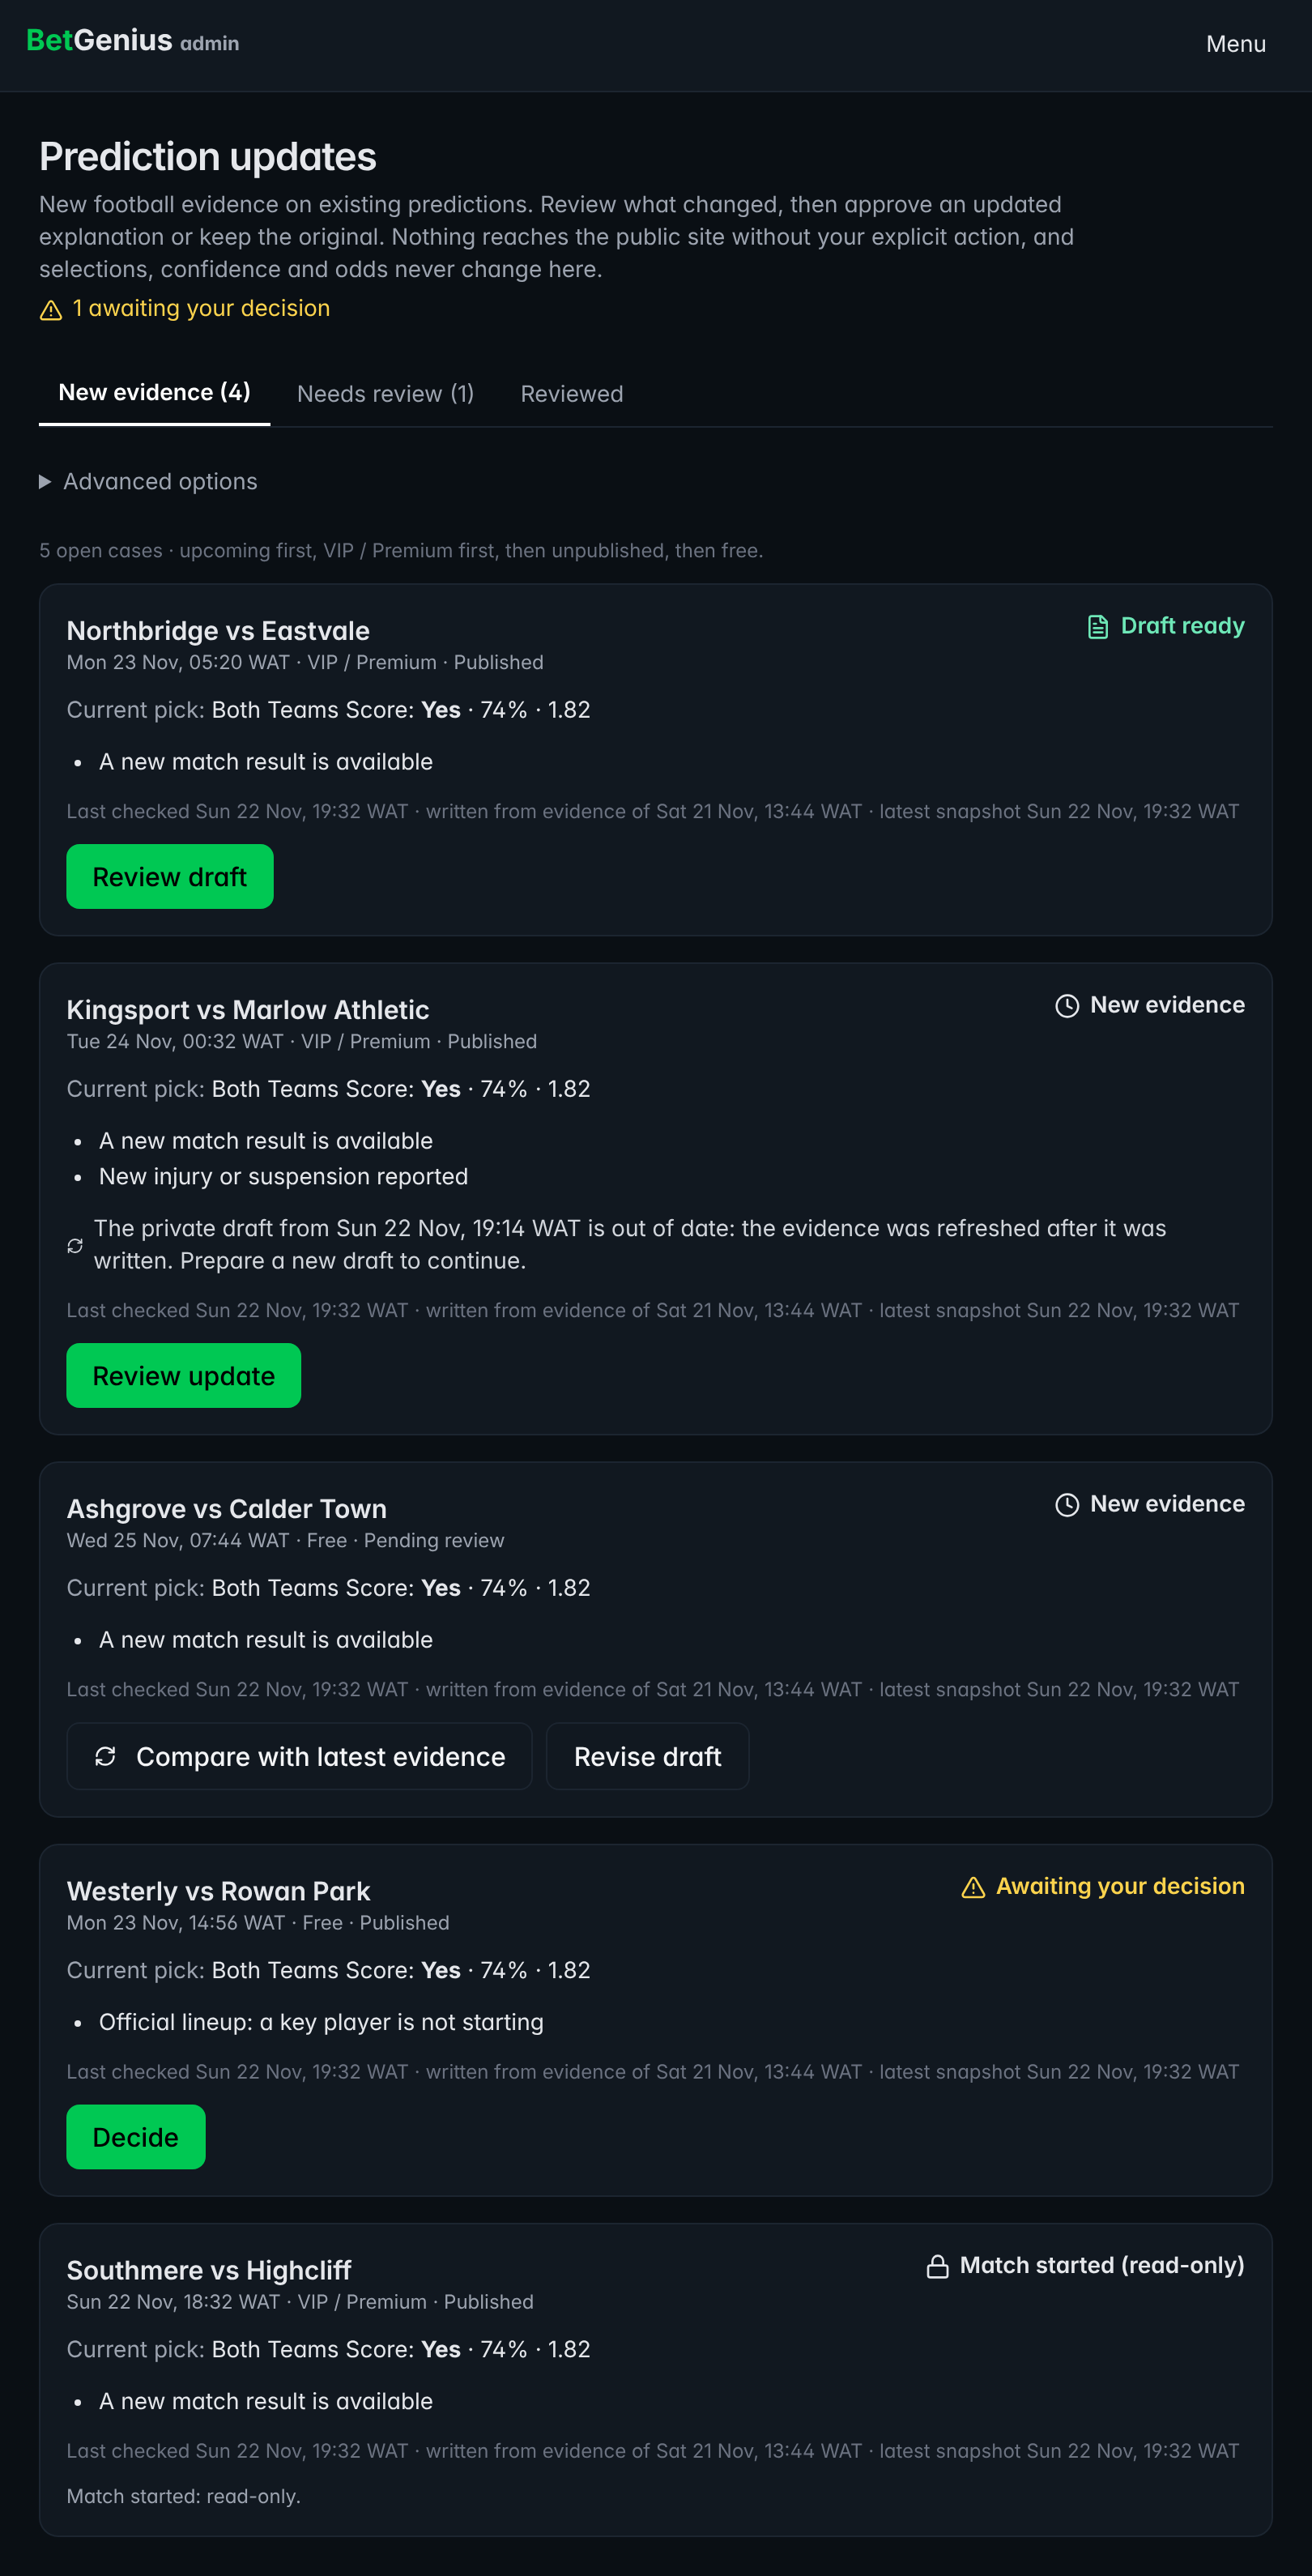 BetGenius admin
Menu
Prediction updates
New football evidence on existing predictions. Review what changed, then approve an updated
explanation or keep the original. Nothing reaches the public site without your explicit action, and
selections, confidence and odds never change here.
1 awaiting your decision
New evidence (4)
Needs review (1)
Reviewed
Advanced options
5 open cases · upcoming first, VIP / Premium first, then unpublished, then free.
Northbridge vs Eastvale
Draft ready
Mon 23 Nov, 05:20 WAT · VIP / Premium · Published
Current pick: Both Teams Score: Yes · 74% · 1.82
• A new match result is available
Last checked Sun 22 Nov, 19:32 WAT · written from evidence of Sat 21 Nov, 13:44 WAT · latest snapshot Sun 22 Nov, 19:32 WAT
Review draft
Kingsport vs Marlow Athletic
New evidence
Tue 24 Nov, 00:32 WAT · VIP / Premium · Published
Current pick: Both Teams Score: Yes · 74% · 1.82
• A new match result is available
• New injury or suspension reported
The private draft from Sun 22 Nov, 19:14 WAT is out of date: the evidence was refreshed after it was
written. Prepare a new draft to continue.
Last checked Sun 22 Nov, 19:32 WAT · written from evidence of Sat 21 Nov, 13:44 WAT · latest snapshot Sun 22 Nov, 19:32 WAT
Review update
Ashgrove vs Calder Town
New evidence
Wed 25 Nov, 07:44 WAT · Free · Pending review
Current pick: Both Teams Score: Yes · 74% · 1.82
• A new match result is available
Last checked Sun 22 Nov, 19:32 WAT · written from evidence of Sat 21 Nov, 13:44 WAT · latest snapshot Sun 22 Nov, 19:32 WAT
Compare with latest evidence
Revise draft
Westerly vs Rowan Park
Awaiting your decision
Mon 23 Nov, 14:56 WAT · Free · Published
Current pick: Both Teams Score: Yes · 74% · 1.82
• Official lineup: a key player is not starting
Last checked Sun 22 Nov, 19:32 WAT · written from evidence of Sat 21 Nov, 13:44 WAT · latest snapshot Sun 22 Nov, 19:32 WAT
Decide
Southmere vs Highcliff
Match started (read-only)
Sun 22 Nov, 18:32 WAT · VIP / Premium · Published
Current pick: Both Teams Score: Yes · 74% · 1.82
• A new match result is available
Last checked Sun 22 Nov, 19:32 WAT · written from evidence of Sat 21 Nov, 13:44 WAT · latest snapshot Sun 22 Nov, 19:32 WAT
Match started: read-only.